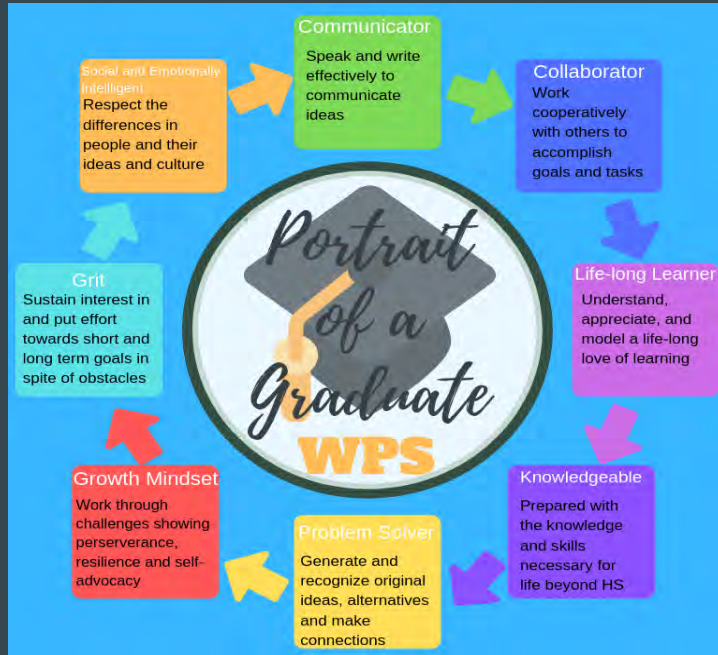 Communicator
Speak and write
effectively to
communicate
ideas
Collaborator
Work
cooperatively
with others to
accomplish
goals and tasks
Life-long Learner
Understand,
appreciate, and
model a life-long
love of learning
Knowledgeable
Prepared with
the knowledge
and skills
necessary for
life beyond HS
Problem Solver
Generate and
recognize original
ideas, alternatives
and make
connections
Growth Mindset
Work through
challenges showing
perserverance,
resilience and self-
advocacy
Grit
Sustain interest in
and put effort
towards short and
long term goals in
spite of obstacles
Social and Emotionally
Intelligent
Respect the
differences in
people and their
ideas and culture
Portrait
of a
Graduate
WPS